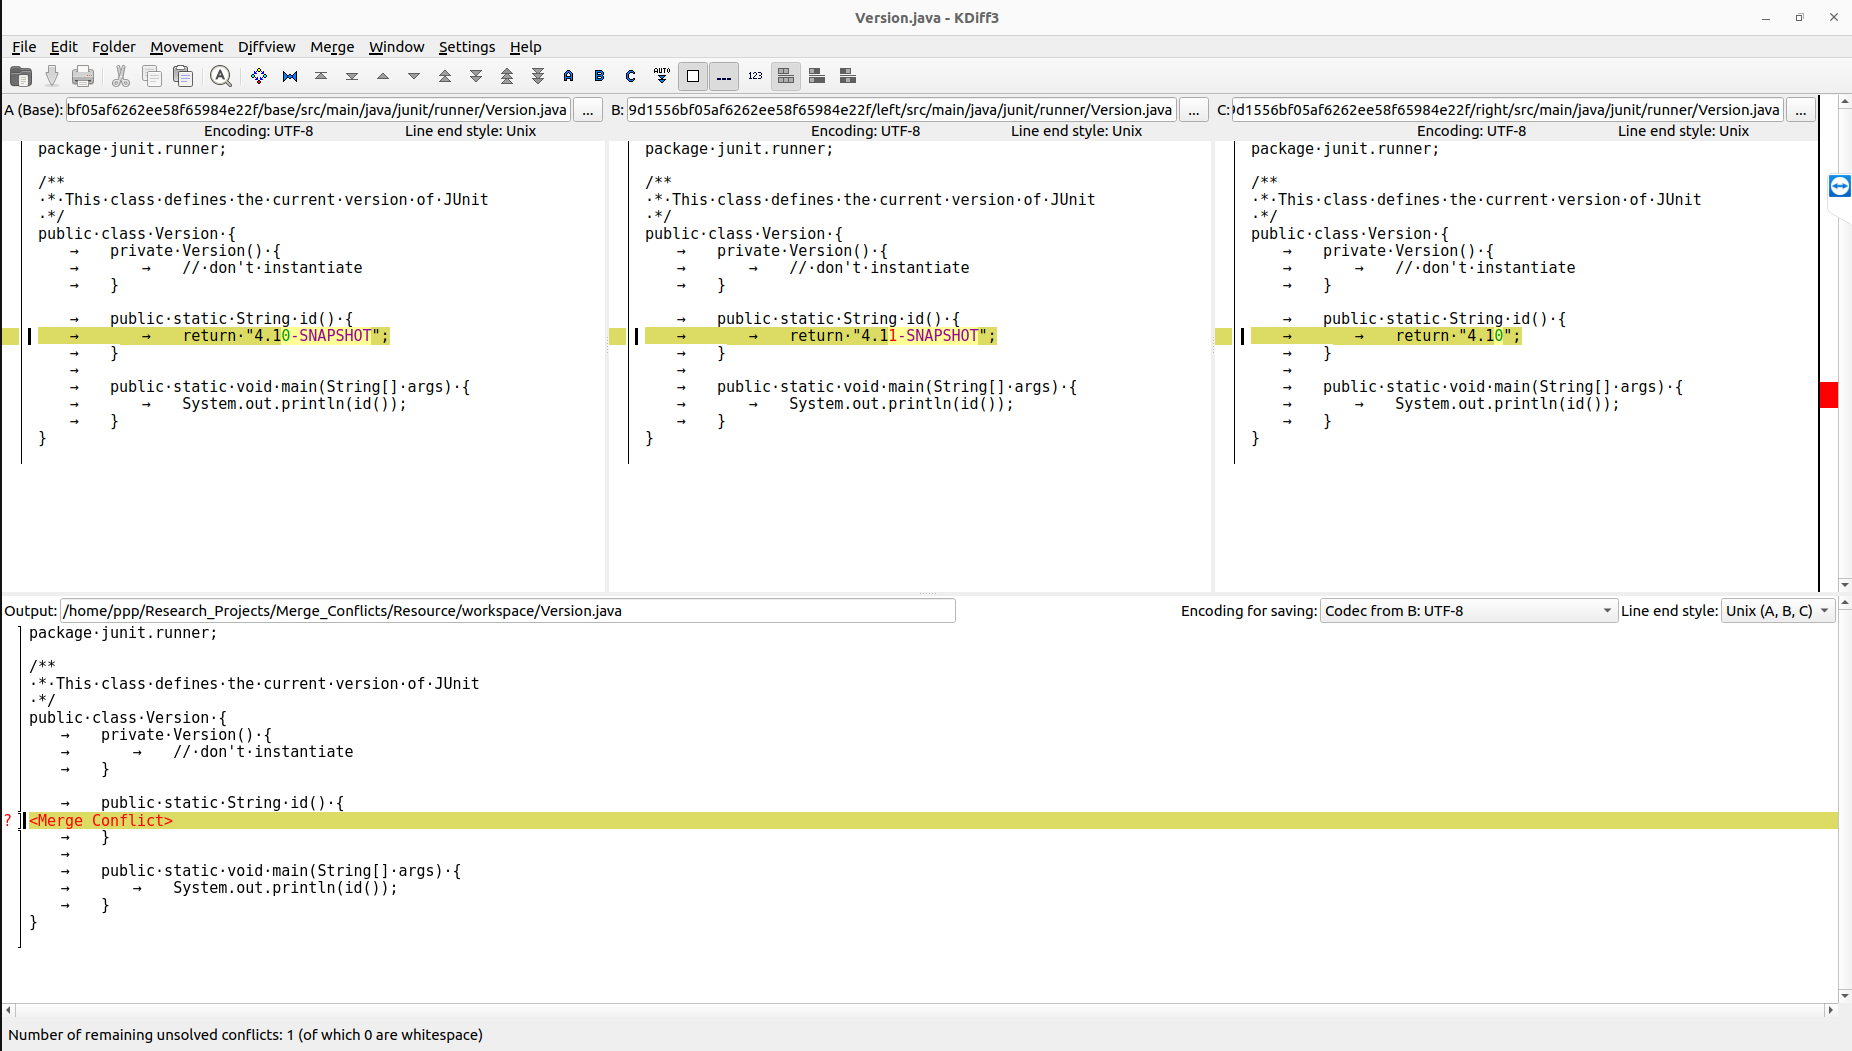 Version.java - KDiff3
File Edit Folder Movement Diffview Merge Window Settings Help
A B C AUTO 123
A (Base): bf05af6262ee58f65984e22f/base/src/main/java/junit/runner/Version.java ... B: 9d1556bf05af6262ee58f65984e22f/left/src/main/java/junit/runner/Version.java ... C: 9d1556bf05af6262ee58f65984e22f/right/src/main/java/junit/runner/Version.java ...
Encoding: UTF-8 Line end style: Unix Encoding: UTF-8 Line end style: Unix Encoding: UTF-8 Line end style: Unix
package·junit.runner;
/**
·*·This·class·defines·the·current·version·of·JUnit
·*/
public·class·Version·{
→ private·Version()·{
→ → //·don't·instantiate
→ }
→ public·static·String·id()·{
→ → return·"4.10-SNAPSHOT";
→ }
→
→ public·static·void·main(String[]·args)·{
→ → System.out.println(id());
→ }
}
package·junit.runner;
/**
·*·This·class·defines·the·current·version·of·JUnit
·*/
public·class·Version·{
→ private·Version()·{
→ → //·don't·instantiate
→ }
→ public·static·String·id()·{
→ → return·"4.11-SNAPSHOT";
→ }
→
→ public·static·void·main(String[]·args)·{
→ → System.out.println(id());
→ }
}
package·junit.runner;
/**
·*·This·class·defines·the·current·version·of·JUnit
·*/
public·class·Version·{
→ private·Version()·{
→ → //·don't·instantiate
→ }
→ public·static·String·id()·{
→ → return·"4.10";
→ }
→
→ public·static·void·main(String[]·args)·{
→ → System.out.println(id());
→ }
}
Output: /home/ppp/Research_Projects/Merge_Conflicts/Resource/workspace/Version.java Encoding for saving: Codec from B: UTF-8 Line end style: Unix (A, B, C)
package·junit.runner;
/**
·*·This·class·defines·the·current·version·of·JUnit
·*/
public·class·Version·{
→ private·Version()·{
→ → //·don't·instantiate
→ }
→ public·static·String·id()·{
? <Merge Conflict>
→ }
→
→ public·static·void·main(String[]·args)·{
→ → System.out.println(id());
→ }
}
Number of remaining unsolved conflicts: 1 (of which 0 are whitespace)